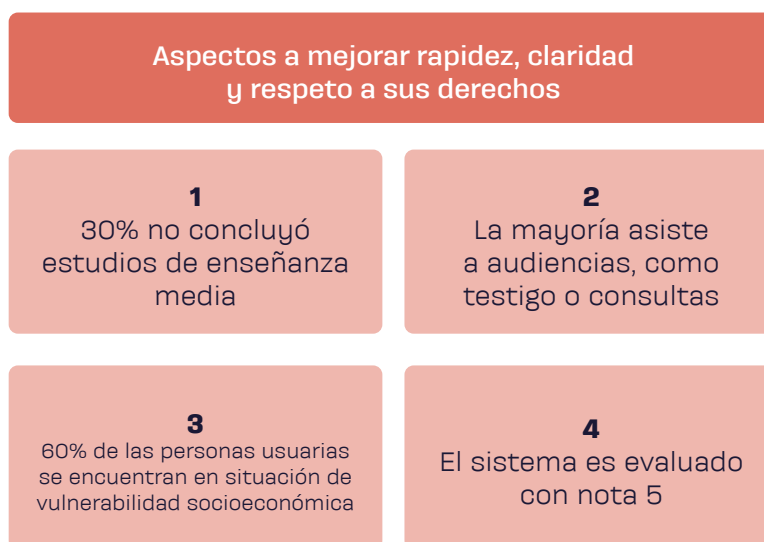 Aspectos a mejorar rapidez, claridad
y respeto a sus derechos
1
30% no concluyó
estudios de enseñanza
media
2
La mayoría asiste
a audiencias, como
testigo o consultas
3
60% de las personas usuarias
se encuentran en situación de
vulnerabilidad socioeconómica
4
El sistema es evaluado
con nota 5